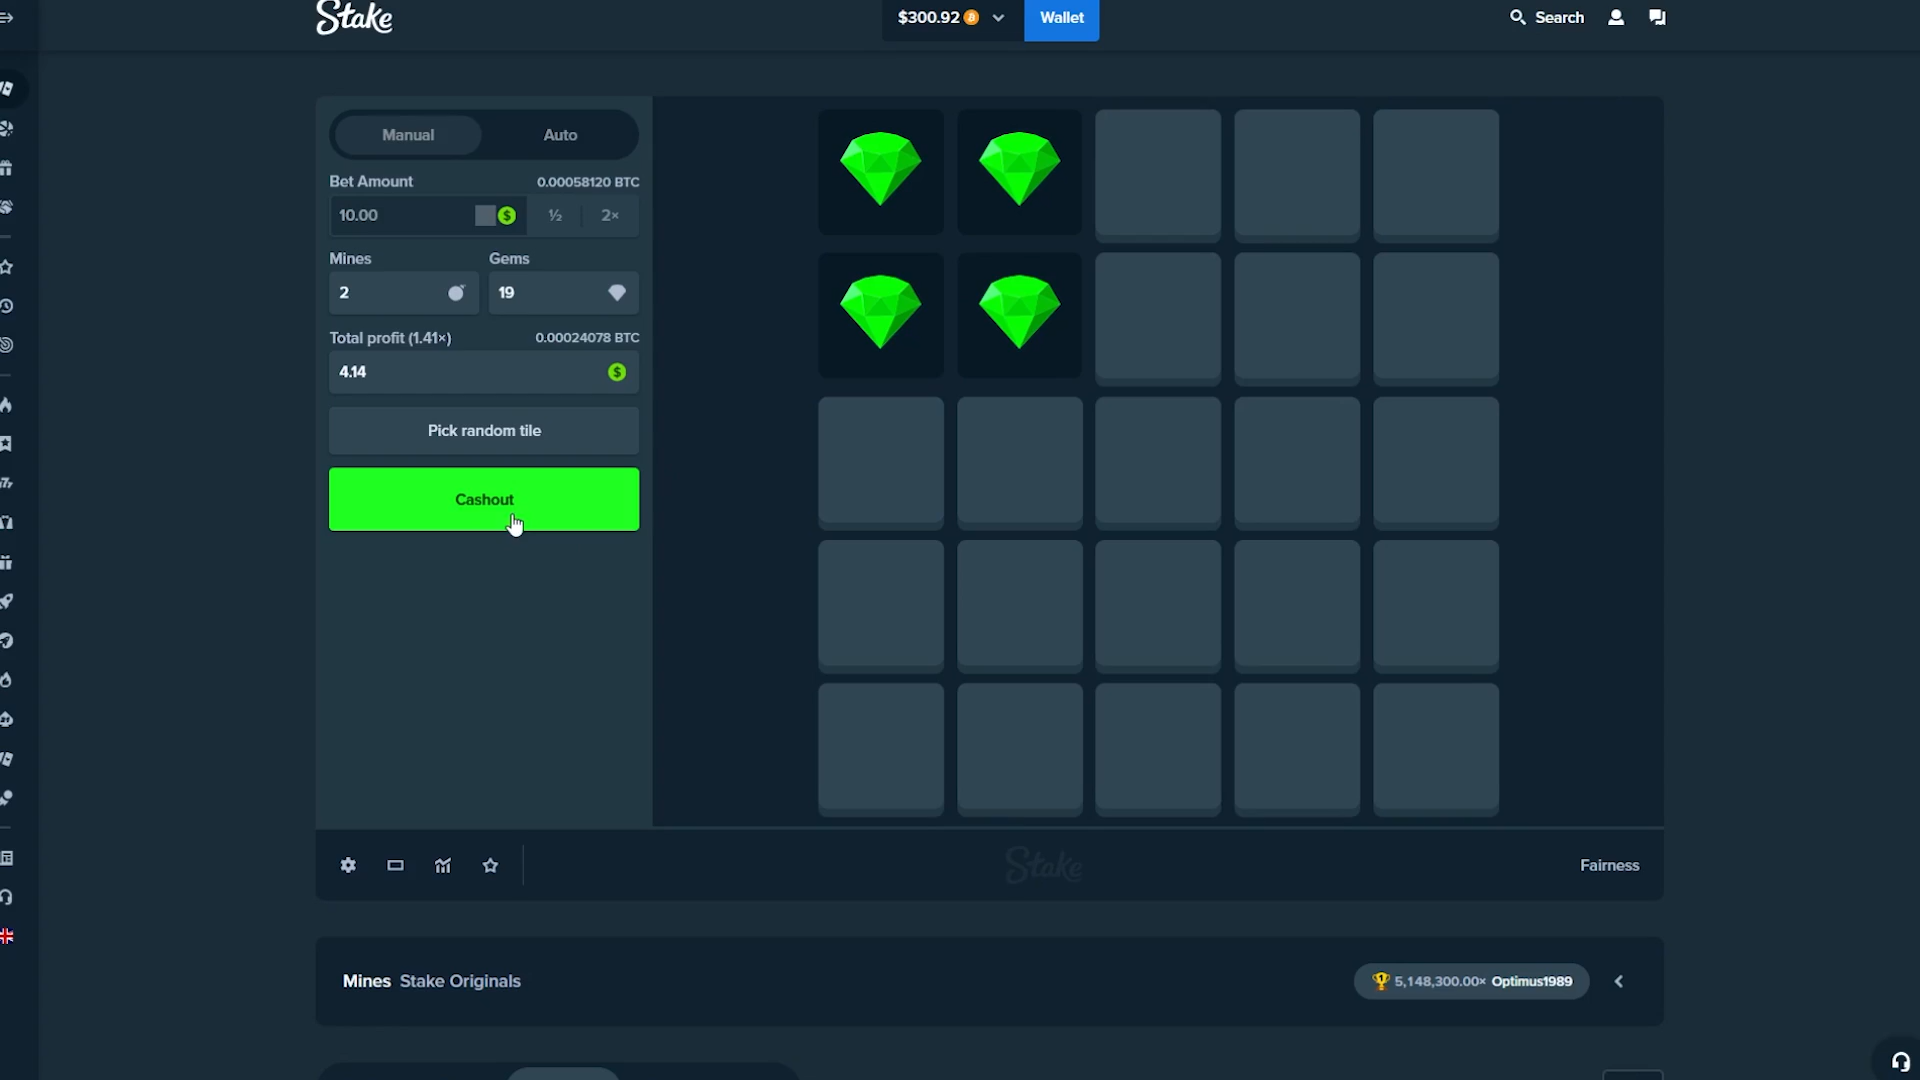 Stake
$300.92
Wallet
Search
Manual
Auto
Bet Amount
0.00058120 BTC
10.00
½
2×
Mines
Gems
2
19
Total profit (1.41×)
0.00024078 BTC
4.14
Pick random tile
Cashout
Stake
Fairness
Mines Stake Originals
5,148,300.00× Optimus1989